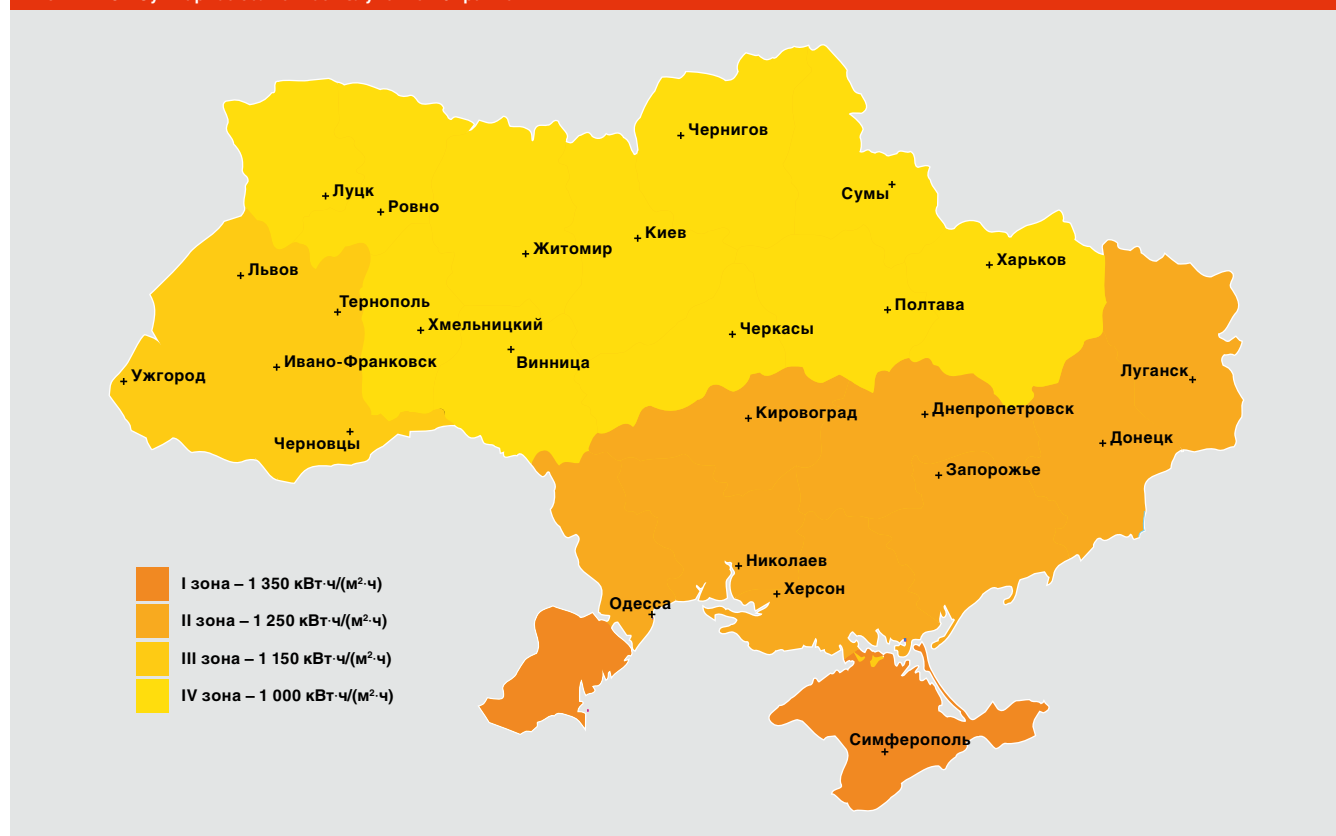 Чернигов
Сумы
Луцк
Ровно
Киев
Житомир
Харьков
Львов
Тернополь
Полтава
Хмельницкий
Черкасы
Винница
Ивано-Франковск
Ужгород
Луганск
Кировоград
Днепропетровск
Донецк
Черновцы
Запорожье
Николаев
Херсон
Одесса
Симферополь
I зона – 1 350 кВт·ч/(м²·ч)
II зона – 1 250 кВт·ч/(м²·ч)
III зона – 1 150 кВт·ч/(м²·ч)
IV зона – 1 000 кВт·ч/(м²·ч)